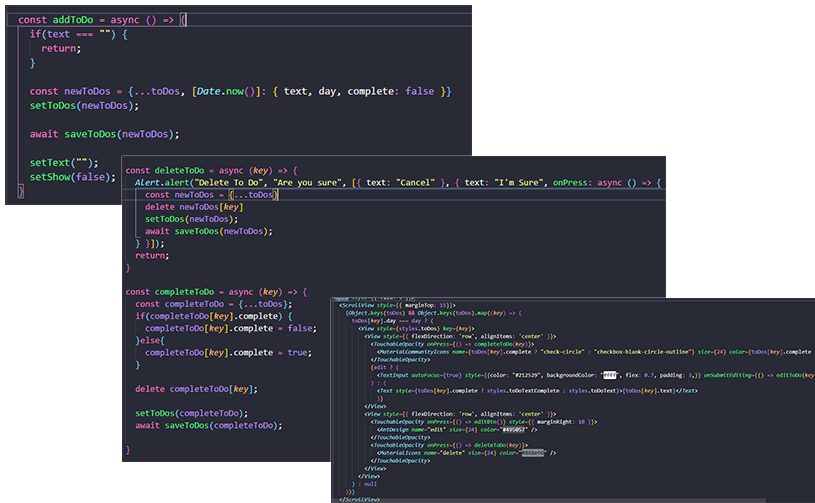 const addToDo = async () => {
if(text === "") {
return;
}
const newToDos = {...toDos, [Date.now()]: { text, day, complete: false }}
setToDos(newToDos);
await saveToDos(newToDos);
setText("");
setShow(false);
}
const deleteToDo = async (key) => {
Alert.alert("Delete To Do", "Are you sure", [{ text: "Cancel" }, { text: "I'm Sure", onPress: async () => {
const newToDos = {...toDos}
delete newToDos[key]
setToDos(newToDos);
await saveToDos(newToDos);
} }]);
return;
}
const completeToDo = async (key) => {
const completeToDo = {...toDos};
if(completeToDo[key].complete) {
completeToDo[key].complete = false;
}else{
completeToDo[key].complete = true;
}
delete completeToDo[key];
setToDos(completeToDo);
await saveToDos(completeToDo);
}
<ScrollView style={{ marginTop: 15}}>
{Object.keys(toDos) && Object.keys(toDos).map((key) => (
toDos[key].day === day ? (
<View style={styles.toDos} key={key}>
<View style={{ flexDirection: 'row', alignItems: 'center' }}>
<TouchableOpacity onPress={() => completeToDo(key)}>
<MaterialCommunityIcons name={toDos[key].complete ? "check-circle" : "checkbox-blank-circle-outline"} size={24} color={toDos[key].complete
</TouchableOpacity>
{edit ? (
<TextInput autoFocus={true} style={{color: "#212529", backgroundColor: "#fff", flex: 0.7, padding: 3,}} onSubmitEditing={() => editToDo(key
) : (
<Text style={toDos[key].complete ? styles.toDoTextComplete : styles.toDoText}>{toDos[key].text}</Text>
)}
</View>
<View style={{ flexDirection: 'row', alignItems: 'center' }}>
<TouchableOpacity onPress={() => editBtn()} style={{ marginRight: 10 }}>
<AntDesign name="edit" size={24} color="#495057" />
</TouchableOpacity>
<TouchableOpacity onPress={() => deleteToDo(key)}>
<MaterialIcons name="delete" size={24} color=" " />
</TouchableOpacity>
</View>
</View>
) : null
))}
</ScrollView>